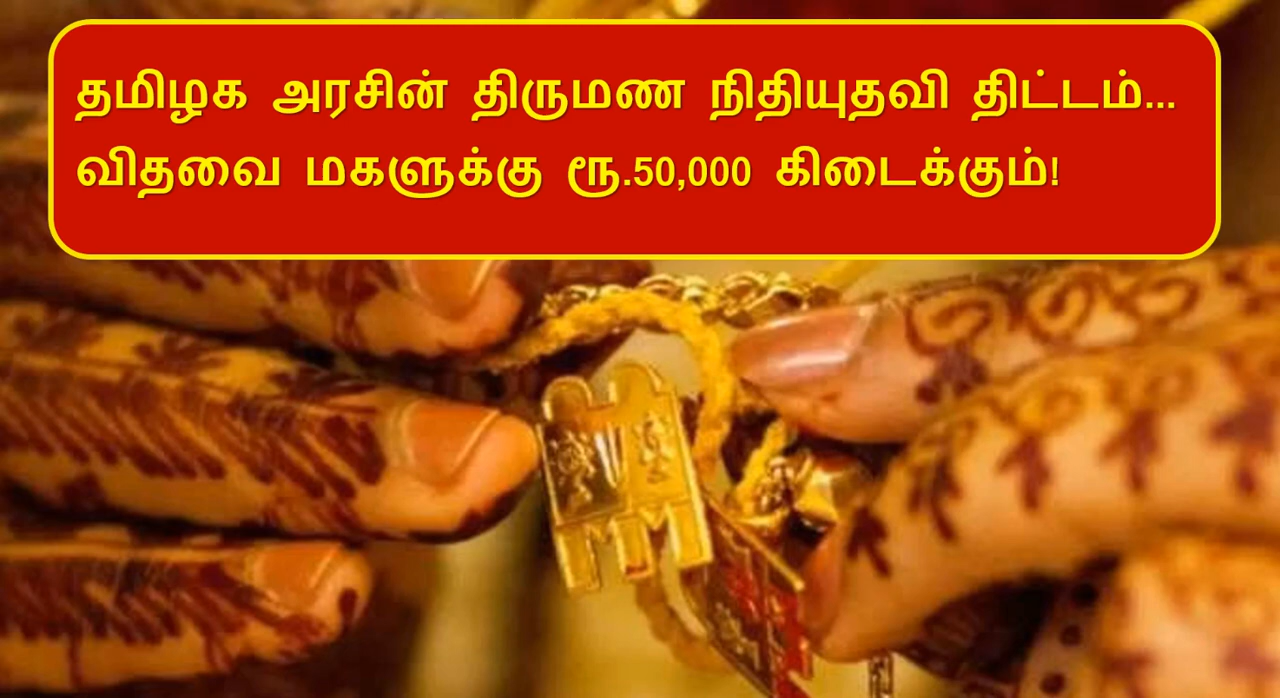 தமிழக அரசின் திருமண நிதியுதவி திட்டம்...
விதவை மகளுக்கு ரூ.50,000 கிடைக்கும்!